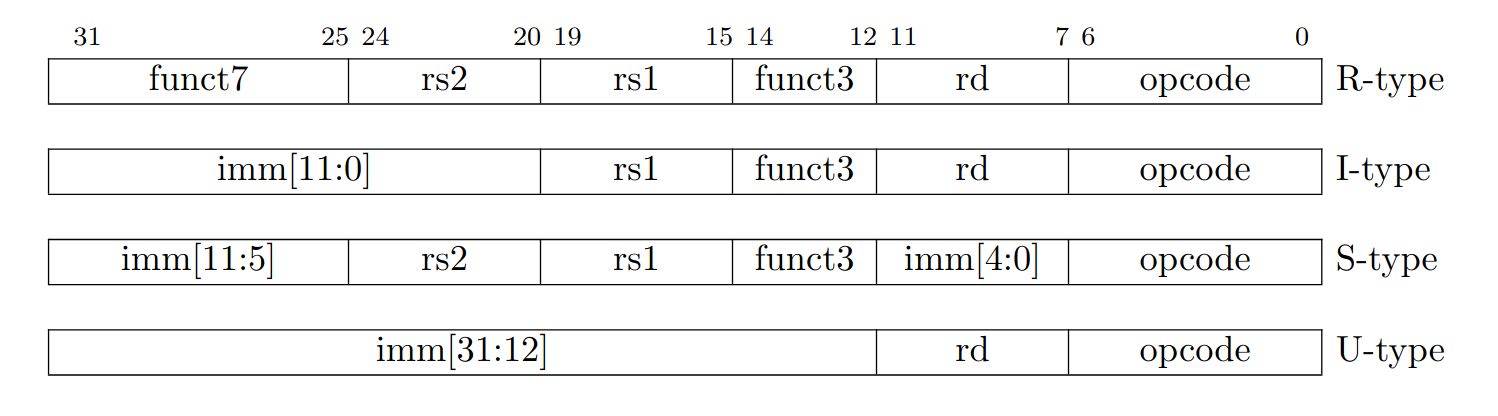 31 25 24 20 19 15 14 12 11 7 6 0
funct7 rs2 rs1 funct3 rd opcode R-type
imm[11:0] rs1 funct3 rd opcode I-type
imm[11:5] rs2 rs1 funct3 imm[4:0] opcode S-type
imm[31:12] rd opcode U-type